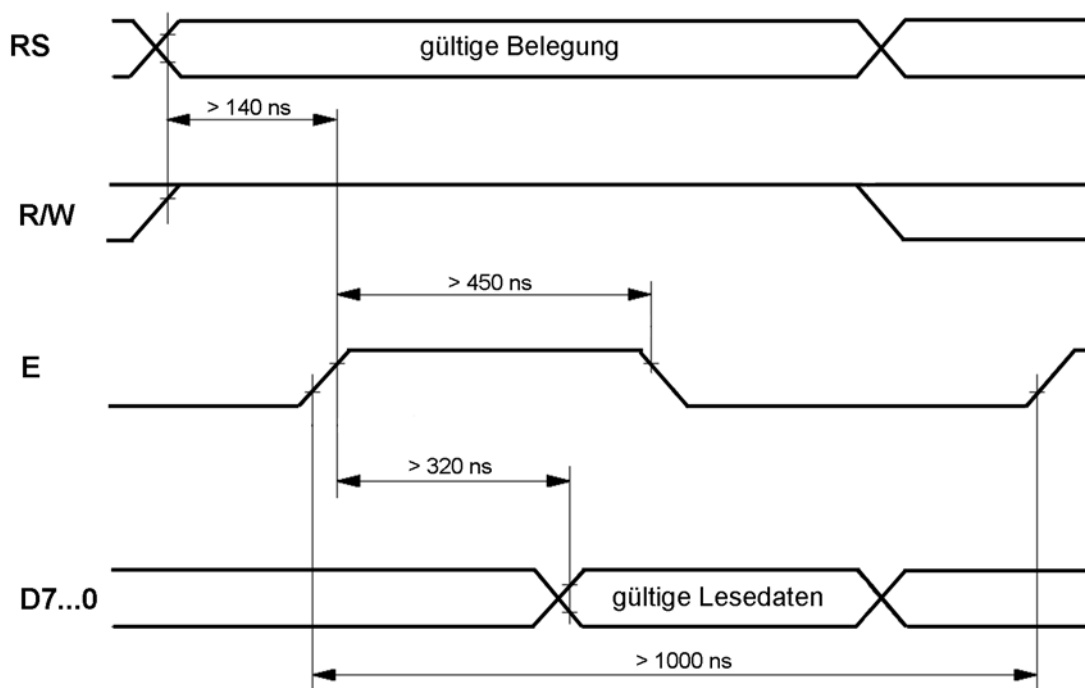 RS
gültige Belegung
> 140 ns
R/W
> 450 ns
E
> 320 ns
D7...0
gültige Lesedaten
> 1000 ns